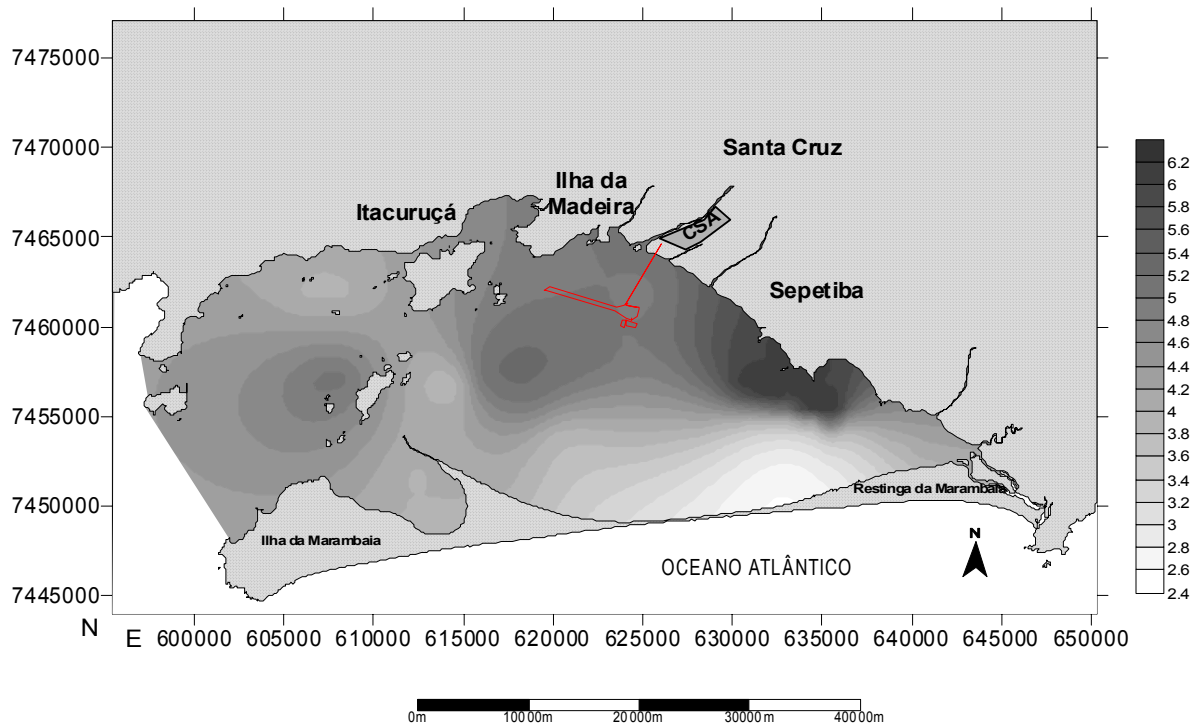 7475000
7470000
7465000
7460000
7455000
7450000
7445000
Santa Cruz
Ilha da
Madeira
Itacuruçá
CSA
Sepetiba
Restinga da Marambaia
Ilha da Marambaia
OCEANO ATLÂNTICO
N
N
E
600000 605000 610000 615000 620000 625000 630000 635000 640000 645000 650000
0m 10000m 20000m 30000m 40000m
6.2
6
5.8
5.6
5.4
5.2
5
4.8
4.6
4.4
4.2
4
3.8
3.6
3.4
3.2
3
2.8
2.6
2.4